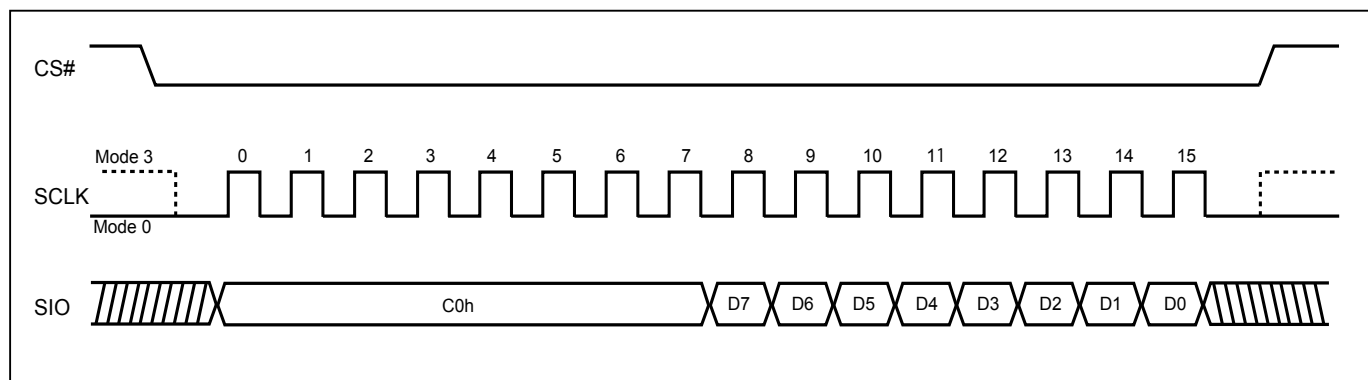 CS#
Mode 3 0 1 2 3 4 5 6 7 8 9 10 11 12 13 14 15
SCLK
Mode 0
SIO C0h D7 D6 D5 D4 D3 D2 D1 D0